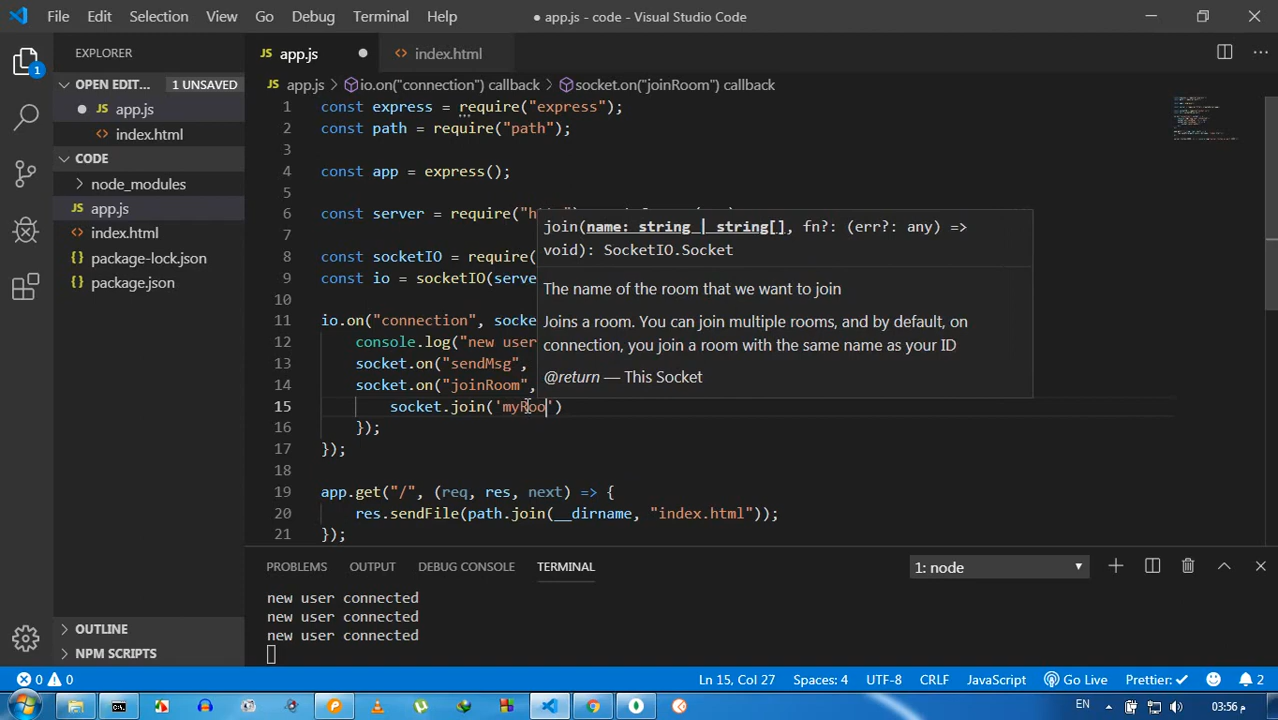 File Edit Selection View Go Debug Terminal Help ● app.js - code - Visual Studio Code
EXPLORER
OPEN EDIT... 1 UNSAVED
● JS app.js
<> index.html
CODE
node_modules
JS app.js
<> index.html
{} package-lock.json
{} package.json
OUTLINE
NPM SCRIPTS
1
JS app.js ● <> index.html
JS app.js > io.on("connection") callback > socket.on("joinRoom") callback
1 const express = require("express");
2 const path = require("path");
3
4 const app = express();
5
6 const server = require("h
7
8 const socketIO = require(
9 const io = socketIO(serve
10
11 io.on("connection", socke
12 console.log("new user
13 socket.on("sendMsg",
14 socket.on("joinRoom",
15 socket.join('myRoo')
16 });
17 });
18
19 app.get("/", (req, res, next) => {
20 res.sendFile(path.join(__dirname, "index.html"));
21 });
join(name: string | string[], fn?: (err?: any) =>
void): SocketIO.Socket
The name of the room that we want to join
Joins a room. You can join multiple rooms, and by default, on
connection, you join a room with the same name as your ID
@return — This Socket
PROBLEMS OUTPUT DEBUG CONSOLE TERMINAL 1: node
new user connected
new user connected
new user connected
0 0 Ln 15, Col 27 Spaces: 4 UTF-8 CRLF JavaScript Go Live Prettier: ✓ 2
EN 03:56 م